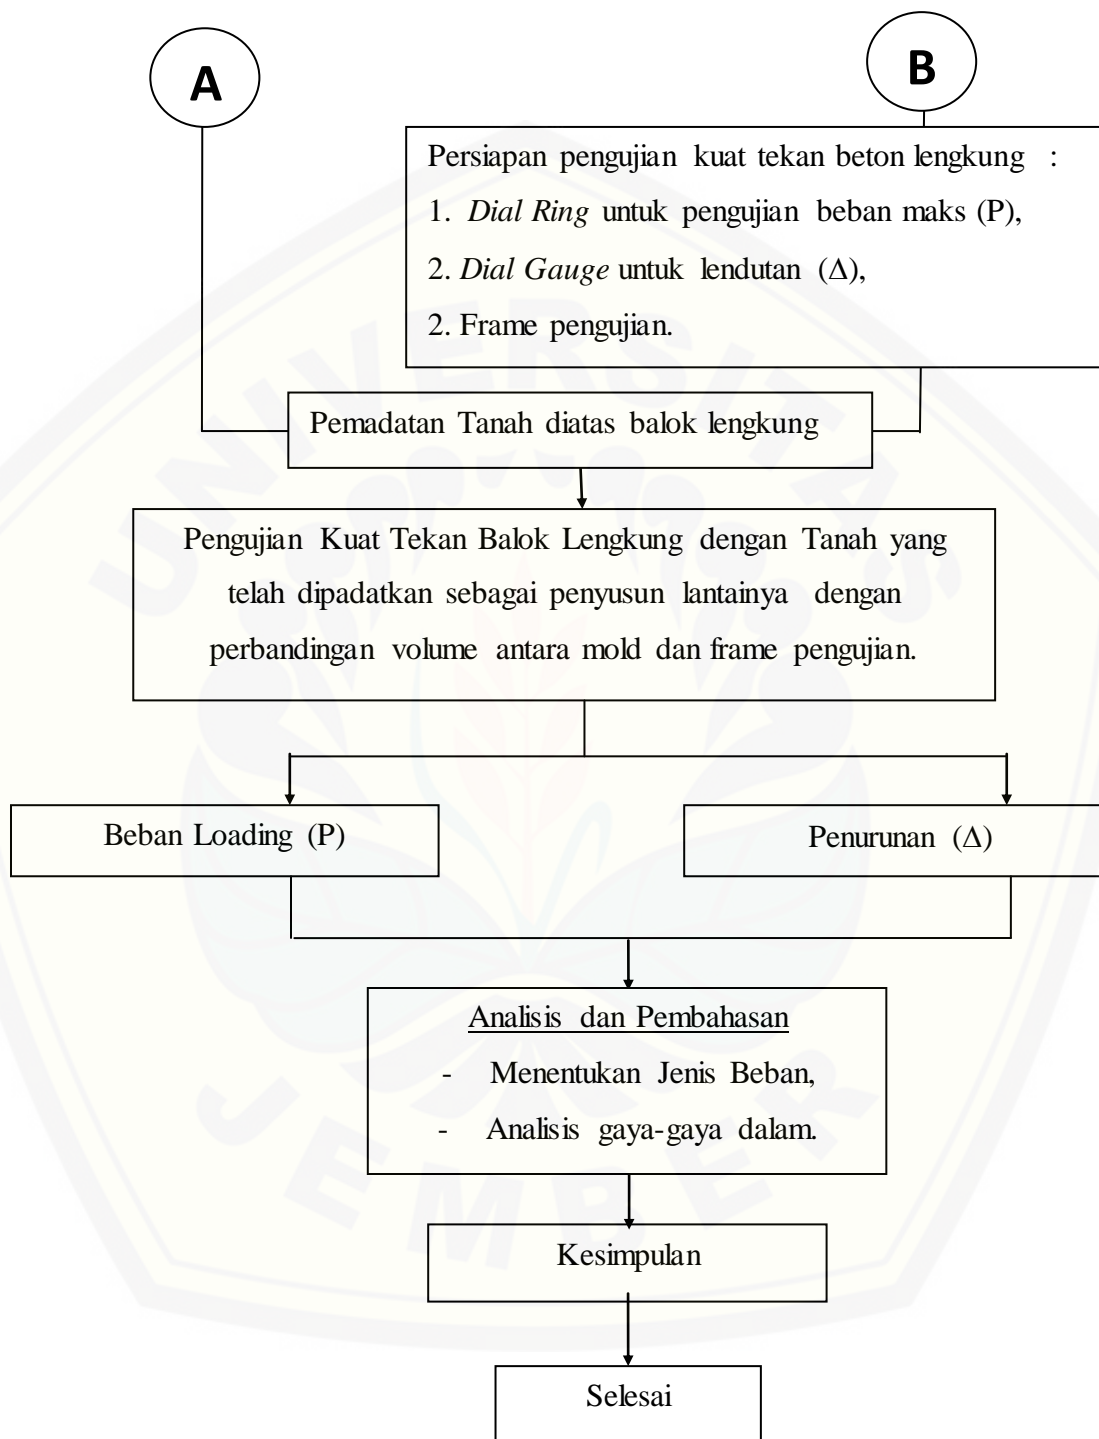 A
B
Persiapan pengujian kuat tekan beton lengkung :
1. Dial Ring untuk pengujian beban maks (P),
2. Dial Gauge untuk lendutan (Δ),
2. Frame pengujian.
Pemadatan Tanah diatas balok lengkung
Pengujian Kuat Tekan Balok Lengkung dengan Tanah yang
telah dipadatkan sebagai penyusun lantainya dengan
perbandingan volume antara mold dan frame pengujian.
Beban Loading (P)
Penurunan (Δ)
Analisis dan Pembahasan
- Menentukan Jenis Beban,
- Analisis gaya-gaya dalam.
Kesimpulan
Selesai
UNIVERSITAS
JEMBER